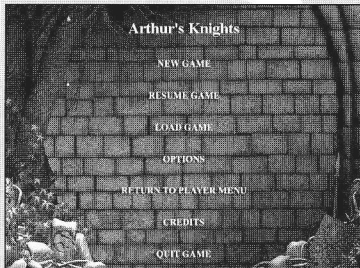 Arthur's Knights
NEW GAME
RESUME GAME
LOAD GAME
OPTIONS
RETURN TO PLAYER MENU
CREDITS
QUIT GAME